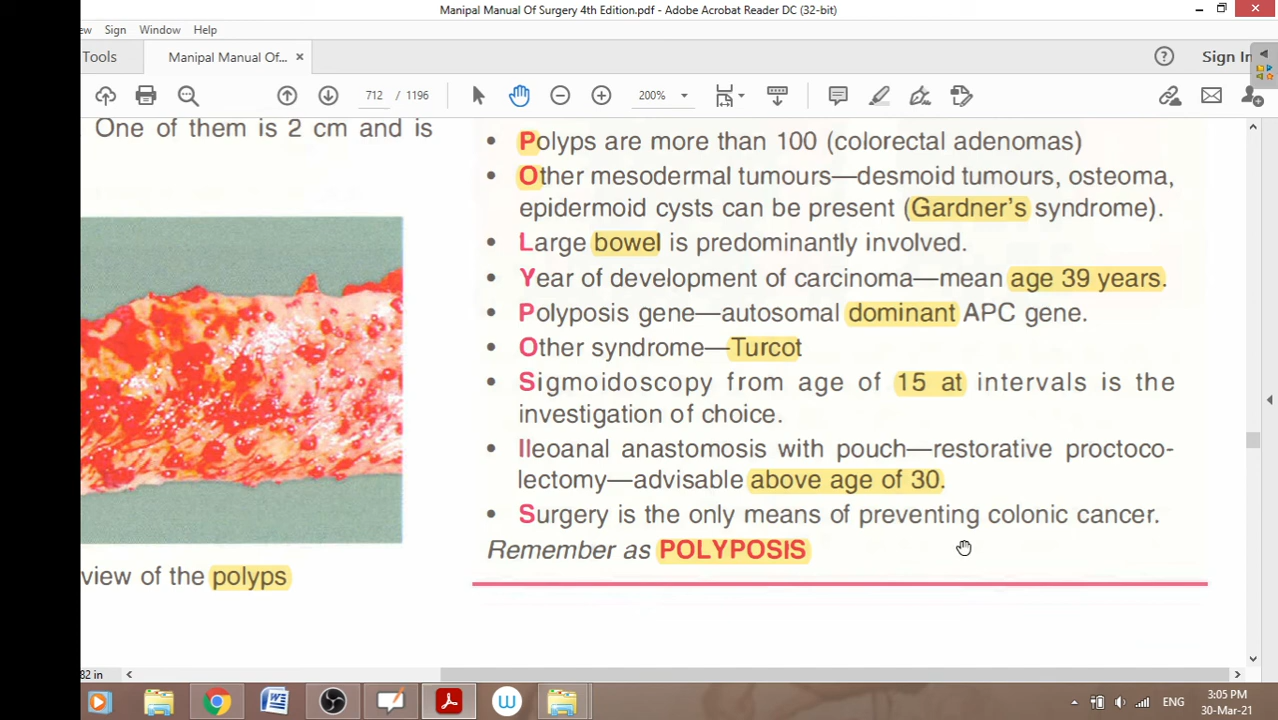 Manipal Manual Of Surgery 4th Edition.pdf - Adobe Acrobat Reader DC (32-bit)
ew Sign Window Help
Tools Manipal Manual Of... × Sign In
712 / 1196 200%
One of them is 2 cm and is
view of the polyps
• Polyps are more than 100 (colorectal adenomas)
• Other mesodermal tumours—desmoid tumours, osteoma,
epidermoid cysts can be present (Gardner's syndrome).
• Large bowel is predominantly involved.
• Year of development of carcinoma—mean age 39 years.
• Polyposis gene—autosomal dominant APC gene.
• Other syndrome—Turcot
• Sigmoidoscopy from age of 15 at intervals is the
investigation of choice.
• Ileoanal anastomosis with pouch—restorative proctoco-
lectomy—advisable above age of 30.
• Surgery is the only means of preventing colonic cancer.
Remember as POLYPOSIS
82 in
ENG
3:05 PM
30-Mar-21